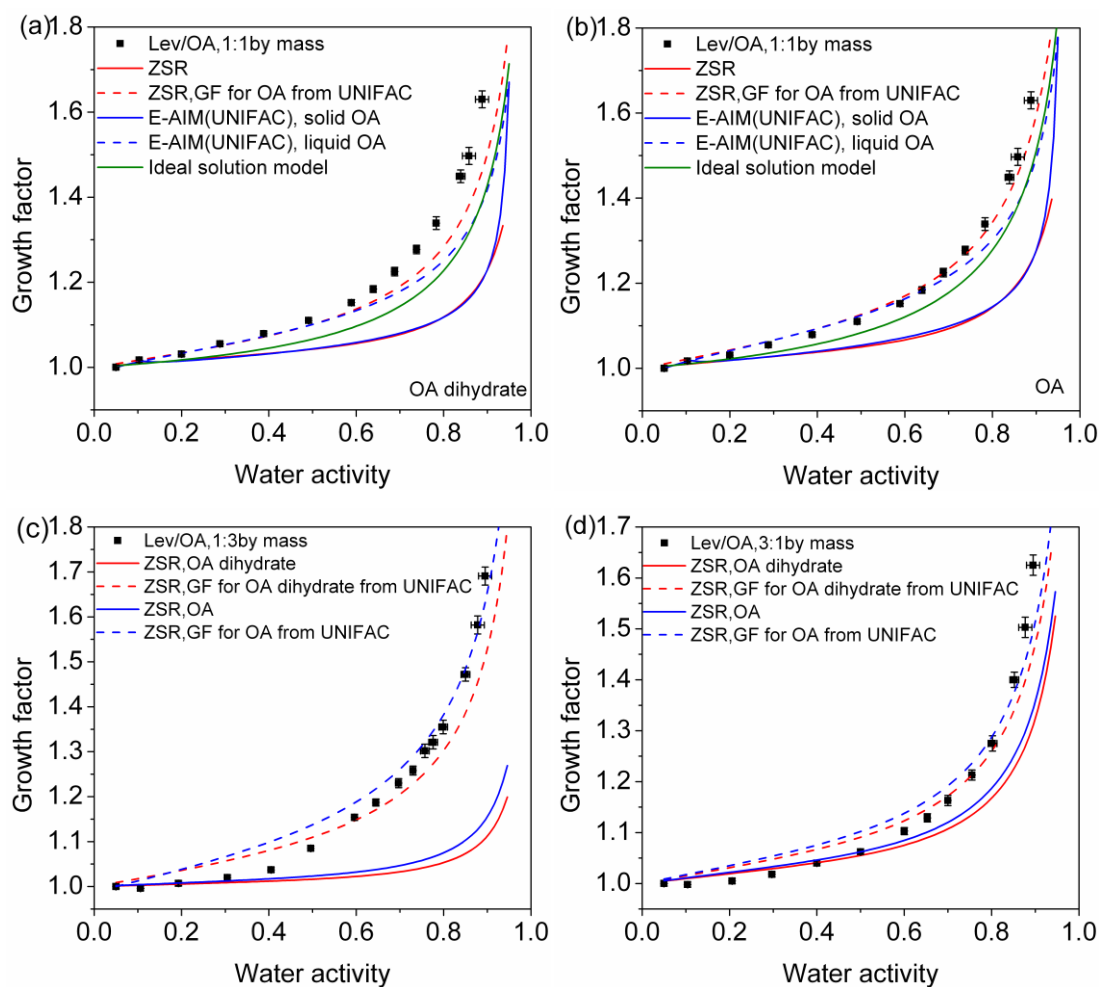 (a)
1.8
1.6
1.4
1.2
1.0
Growth factor
Lev/OA,1:1by mass
ZSR
ZSR,GF for OA from UNIFAC
E-AIM(UNIFAC), solid OA
E-AIM(UNIFAC), liquid OA
Ideal solution model
OA dihydrate
0.0 0.2 0.4 0.6 0.8 1.0
Water activity
(b)
1.8
1.6
1.4
1.2
1.0
Growth factor
Lev/OA,1:1by mass
ZSR
ZSR,GF for OA from UNIFAC
E-AIM(UNIFAC), solid OA
E-AIM(UNIFAC), liquid OA
Ideal solution model
OA
0.0 0.2 0.4 0.6 0.8 1.0
Water activity
(c)
1.8
1.7
1.6
1.5
1.4
1.3
1.2
1.1
1.0
Growth factor
Lev/OA,1:3by mass
ZSR,OA dihydrate
ZSR,GF for OA dihydrate from UNIFAC
ZSR,OA
ZSR,GF for OA from UNIFAC
0.0 0.2 0.4 0.6 0.8 1.0
Water activity
(d)
1.7
1.6
1.5
1.4
1.3
1.2
1.1
1.0
Growth factor
Lev/OA,3:1by mass
ZSR,OA dihydrate
ZSR,GF for OA dihydrate from UNIFAC
ZSR,OA
ZSR,GF for OA from UNIFAC
0.0 0.2 0.4 0.6 0.8 1.0
Water activity